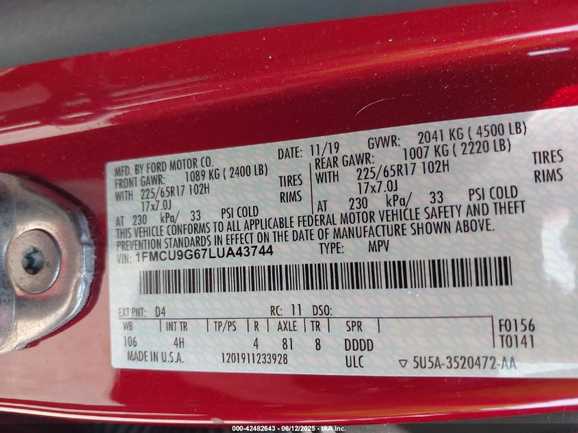 MFD. BY FORD MOTOR CO.
DATE: 11/19 GVWR: 2041 KG ( 4500 LB)
FRONT GAWR: 1089 KG ( 2400 LB)
REAR GAWR: 1007 KG ( 2220 LB)
WITH 225/65R17 102H TIRES
WITH 225/65R17 102H TIRES
17x7.0J RIMS
17x7.0J RIMS
AT 230 kPa/ 33 PSI COLD
AT 230 kPa/ 33 PSI COLD
THIS VEHICLE CONFORMS TO ALL APPLICABLE FEDERAL MOTOR VEHICLE SAFETY AND THEFT
PREVENTION STANDARDS IN EFFECT ON THE DATE OF MANUFACTURE SHOWN ABOVE.
VIN: 1FMCU9G67LUA43744 TYPE: MPV
EXT PNT: D4 RC: 11 DSO:
WB INT TR TP/PS R AXLE TR SPR F0156
106 4H 4 81 8 DDDD T0141
MADE IN U.S.A. 1201911233928 ULC ▽ 5U5A-3520472-AA
000-42482643 - 06/12/2025 - IAA Inc.